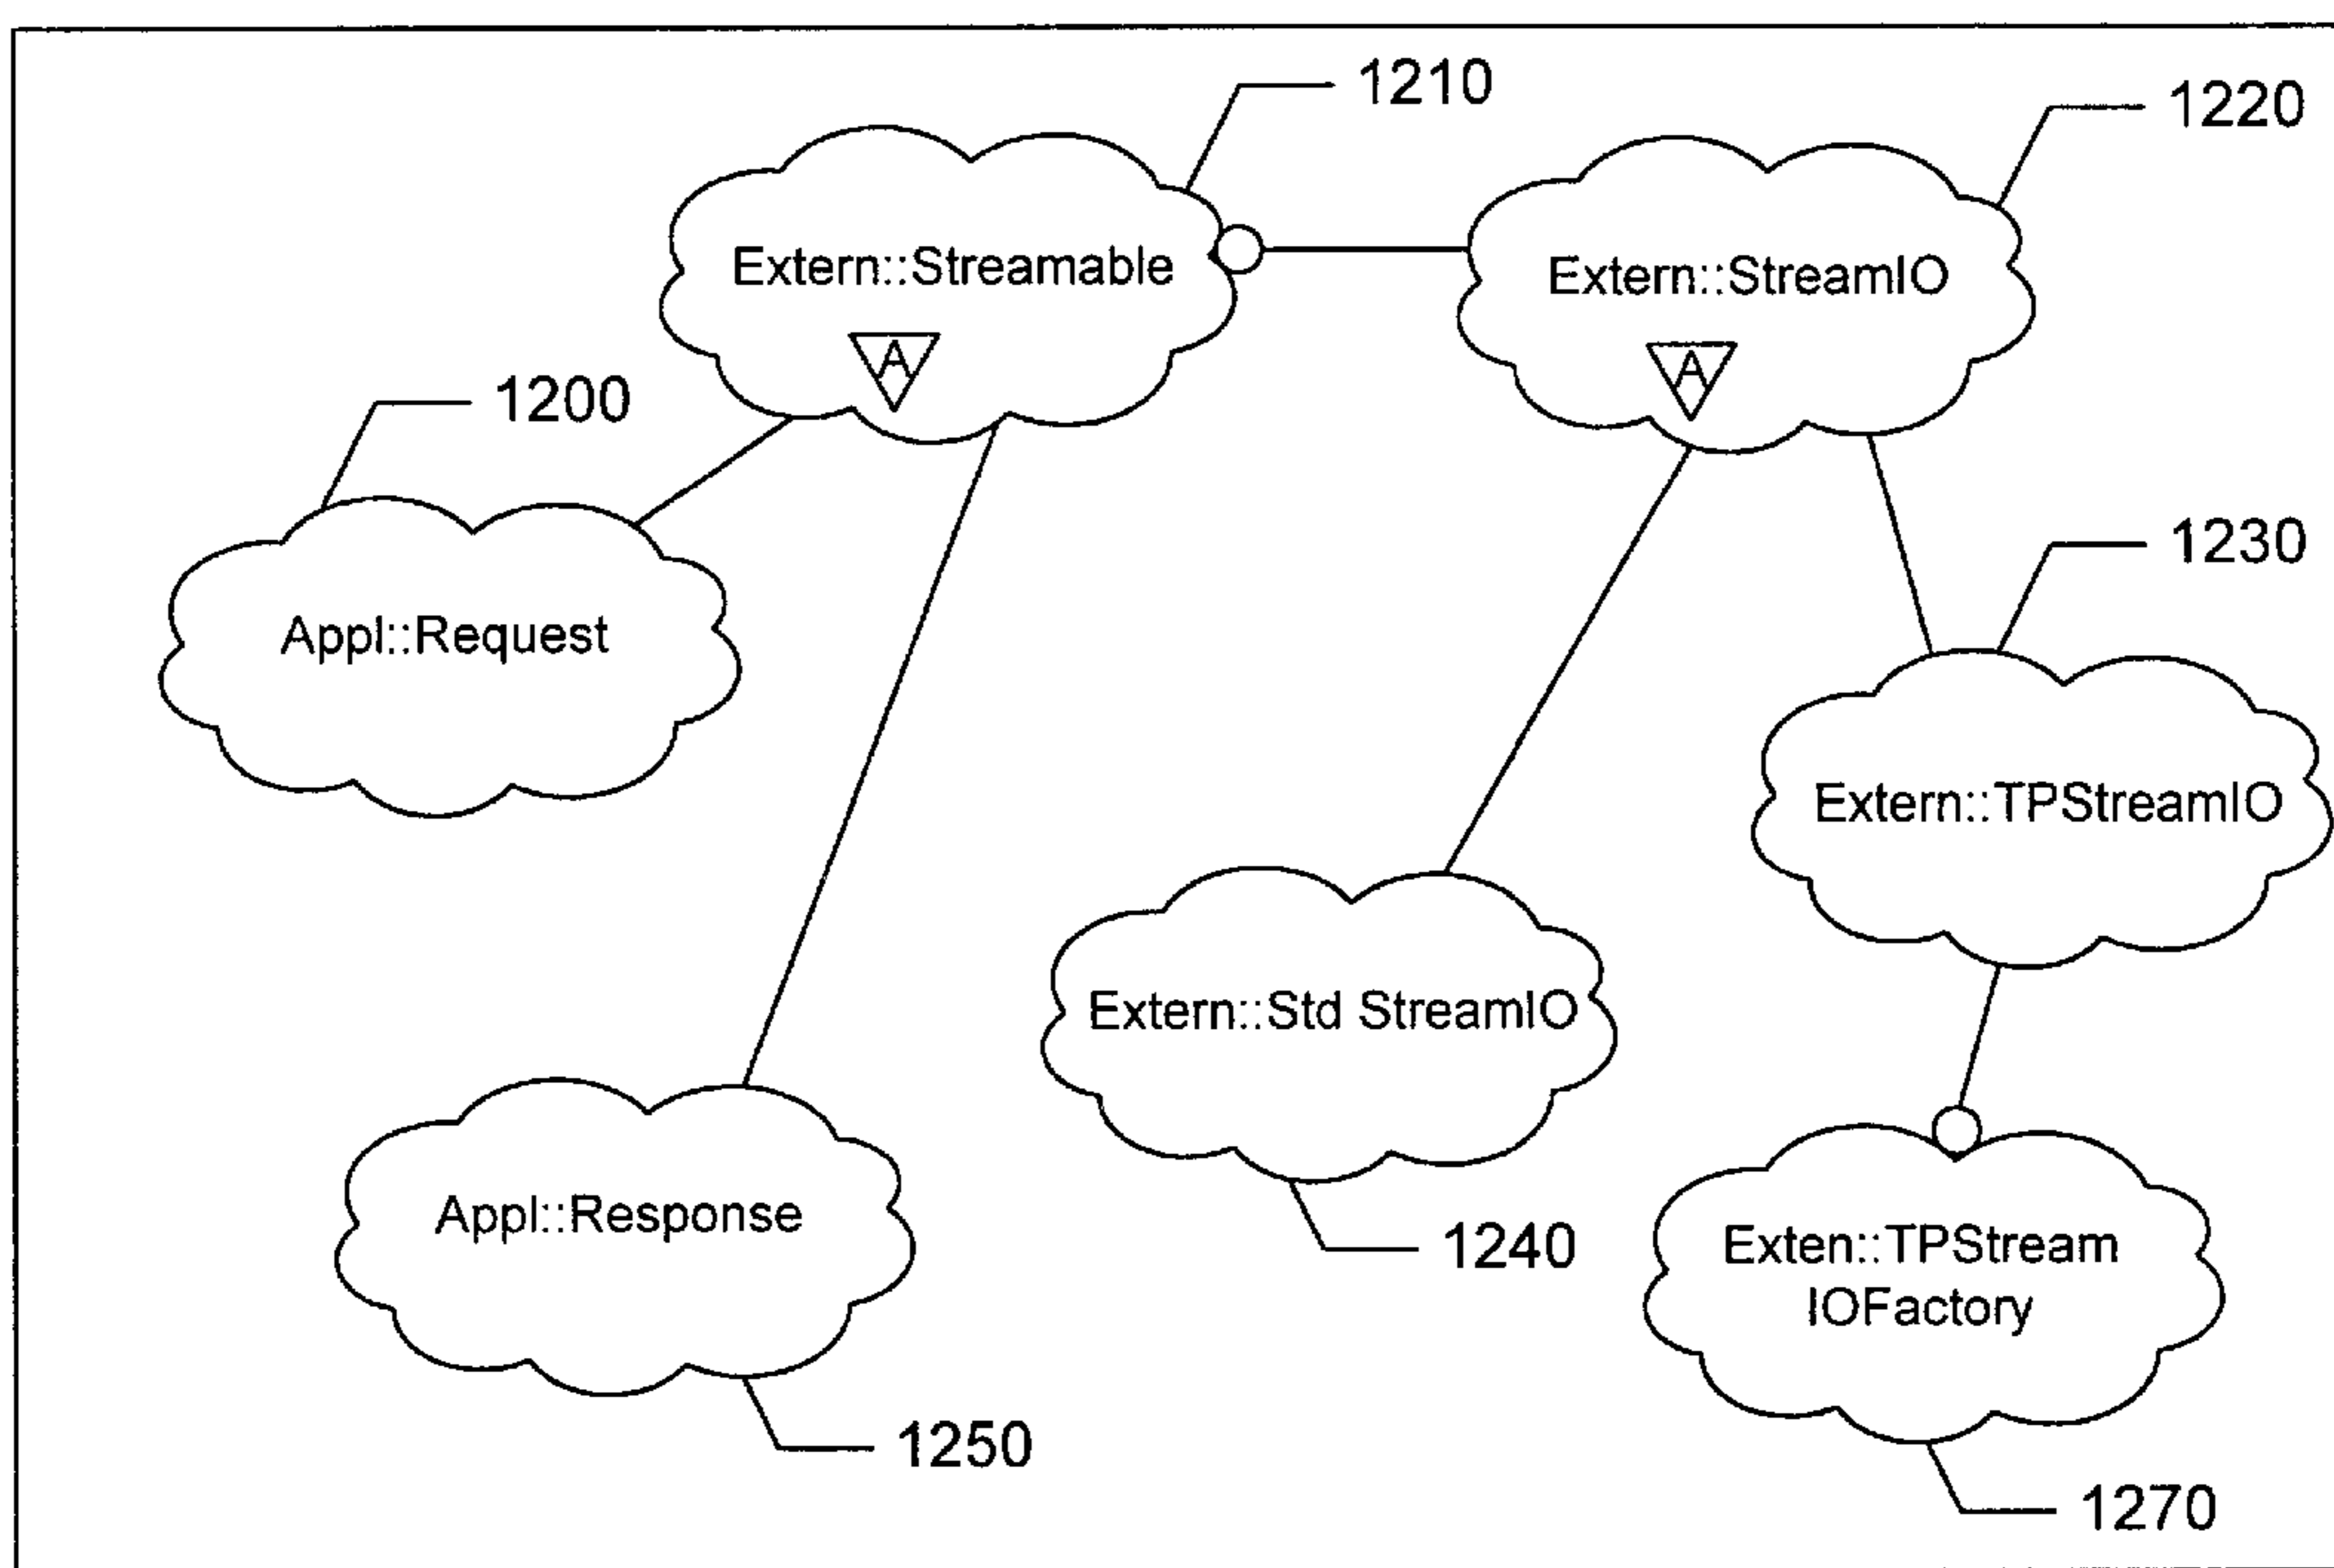 1210
1220
Extern::Streamable
A
Extern::StreamIO
A
1200
Appl::Request
1230
Extern::TPStreamIO
Extern::Std StreamIO
1240
Appl::Response
1250
Exten::TPStream
IOFactory
1270